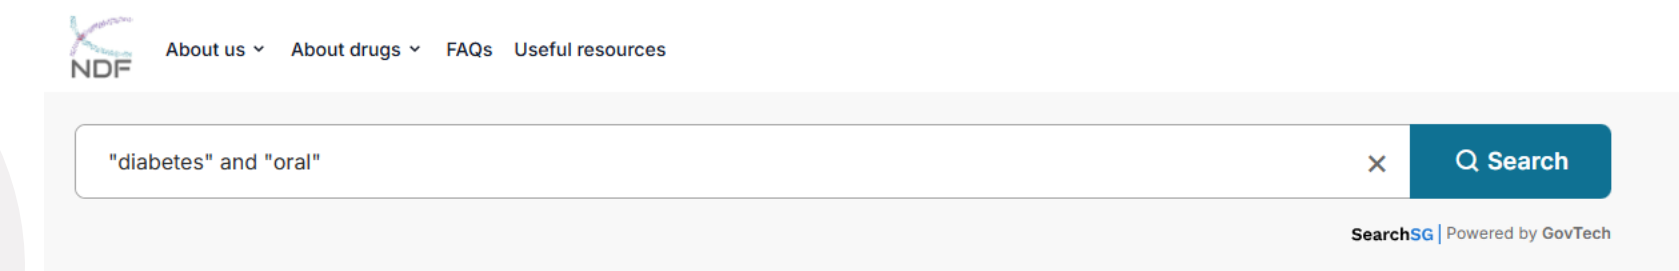 NDF
About us About drugs FAQs Useful resources
"diabetes" and "oral"
Search
SearchSG | Powered by GovTech